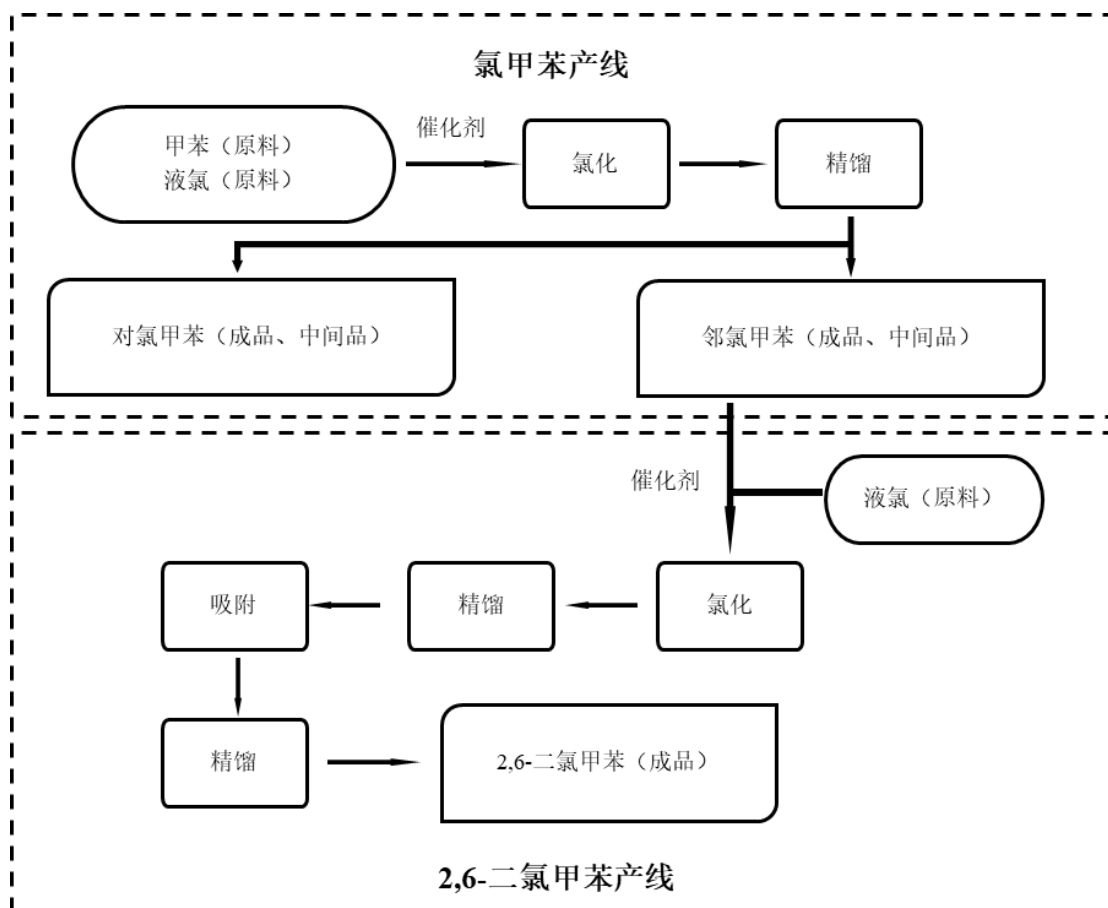 氯甲苯产线
甲苯（原料）
液氯（原料）
催化剂
氯化
精馏
对氯甲苯（成品、中间品）
邻氯甲苯（成品、中间品）
催化剂
液氯（原料）
吸附
精馏
氯化
精馏
2,6-二氯甲苯（成品）
2,6-二氯甲苯产线